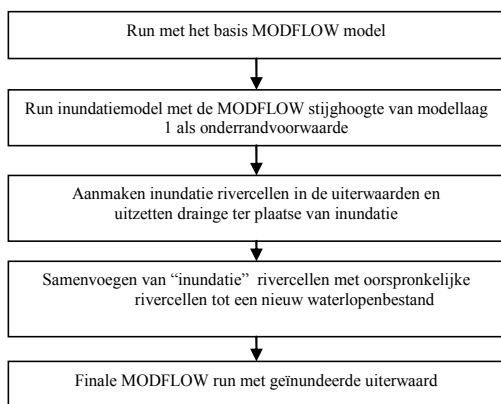 Run met het basis MODFLOW model
Run inundatiemodel met de MODFLOW stijghoogte van modellaag
1 als onderrandvoorwaarde
Aanmaken inundatie rivercellen in de uiterwaarden en
uitzetten drainge ter plaatse van inundatie
Samenvoegen van “inundatie” rivercellen met oorspronkelijke
rivercellen tot een nieuw waterlopenbestand
Finale MODFLOW run met geïnundeerde uiterwaard